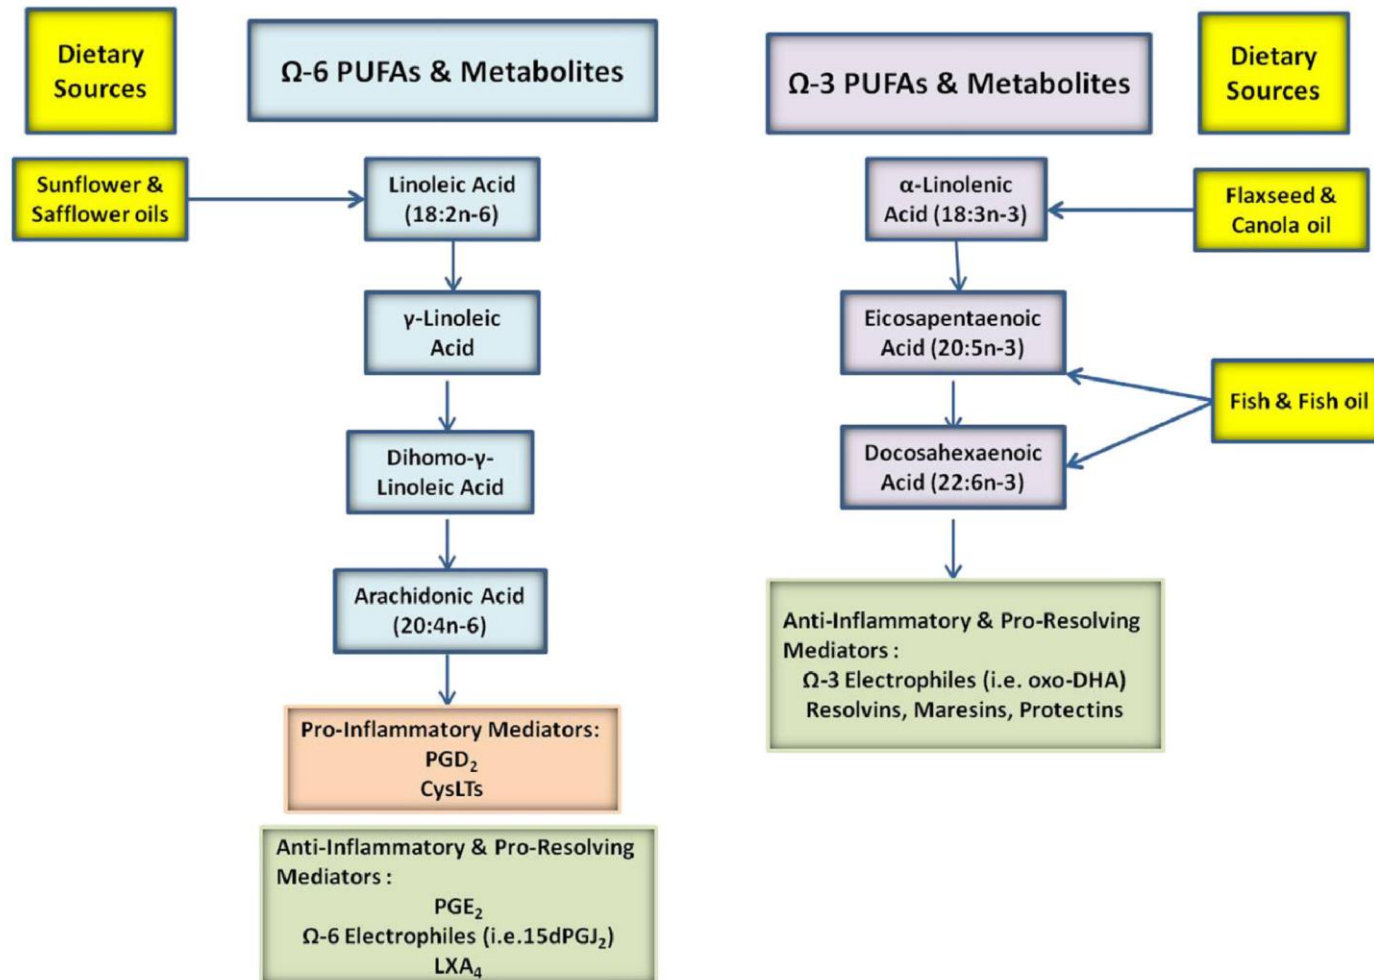 Dietary
Sources
Ω-6 PUFAs & Metabolites
Sunflower &
Safflower oils
Linoleic Acid
(18:2n-6)
γ-Linoleic
Acid
Dihomo-γ-
Linoleic Acid
Arachidonic Acid
(20:4n-6)
Pro-Inflammatory Mediators:
PGD₂
CysLTs
Anti-Inflammatory & Pro-Resolving
Mediators :
PGE₂
Ω-6 Electrophiles (i.e.15dPGJ₂)
LXA₄
Ω-3 PUFAs & Metabolites
Dietary
Sources
α-Linolenic
Acid (18:3n-3)
Flaxseed &
Canola oil
Eicosapentaenoic
Acid (20:5n-3)
Fish & Fish oil
Docosahexaenoic
Acid (22:6n-3)
Anti-Inflammatory & Pro-Resolving
Mediators :
Ω-3 Electrophiles (i.e. oxo-DHA)
Resolvins, Maresins, Protectins